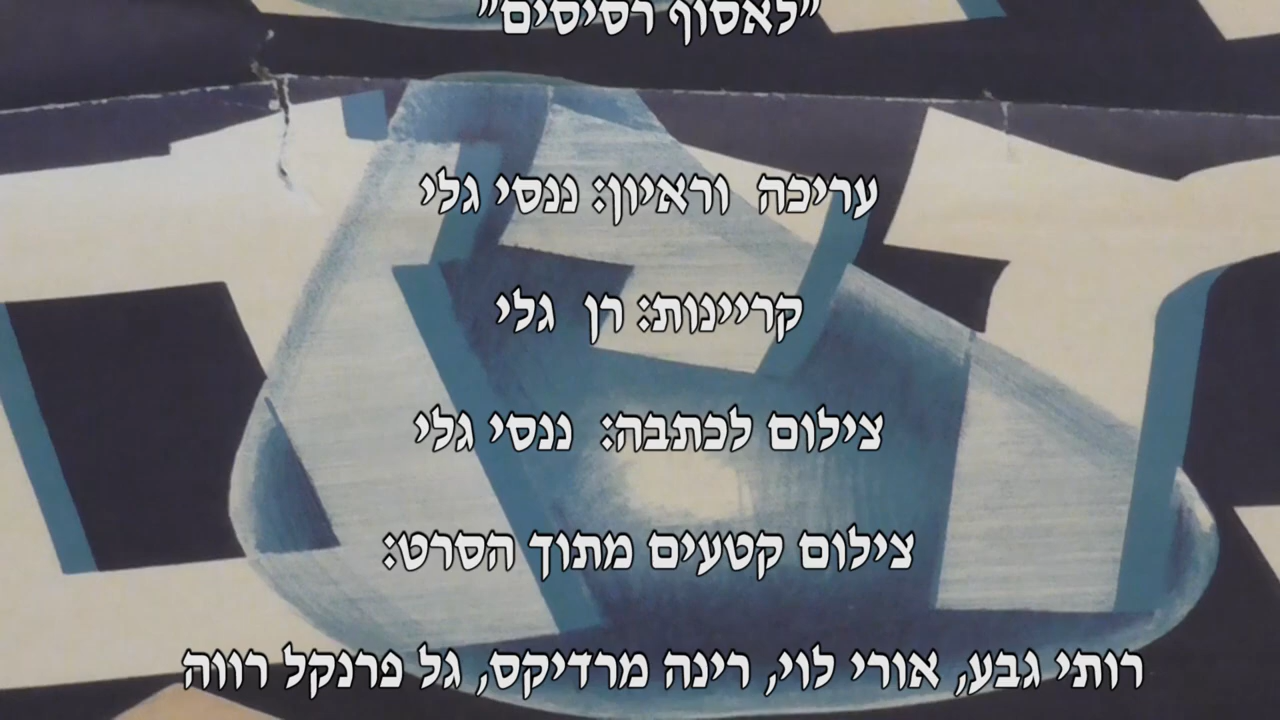 "לאסוף רסיסים"
עריכה וראיון: ננסי גלי
קריינות: רן גלי
צילום לכתבה: ננסי גלי
צילום קטעים מתוך הסרט:
רותי גבע, אורי לוי, רינה מרדיקס, גל פרנקל רווה